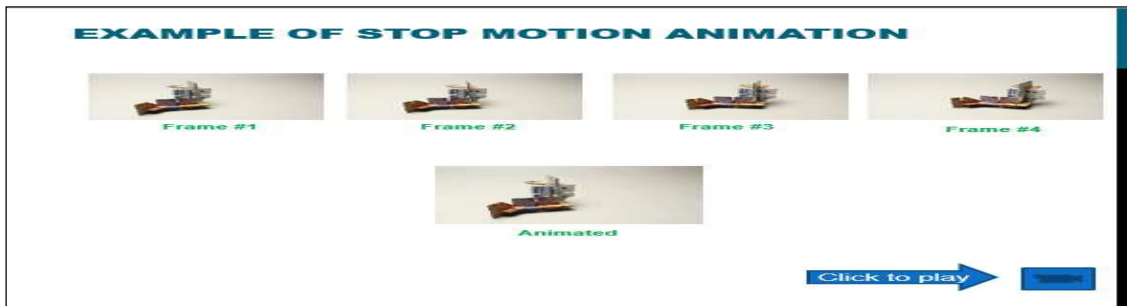 EXAMPLE OF STOP MOTION ANIMATION
Frame #1 Frame #2 Frame #3 Frame #4
Animated
Click to play